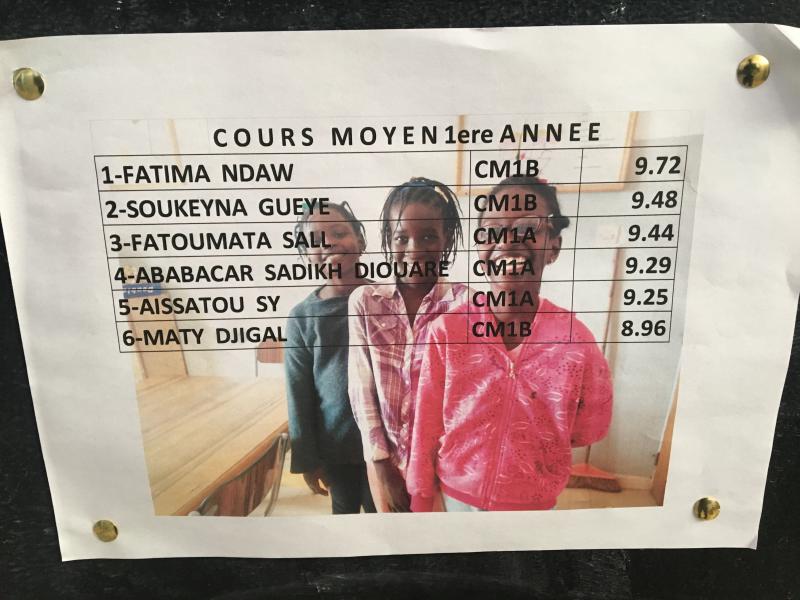 COURS MOYEN 1ere ANNEE
1-FATIMA NDAW CM1B 9.72
2-SOUKEYNA GUEYE CM1B 9.48
3-FATOUMATA SALL CM1A 9.44
4-ABABACAR SADIKH DIOUARE CM1A 9.29
5-AISSATOU SY CM1A 9.25
6-MATY DJIGAL CM1B 8.96